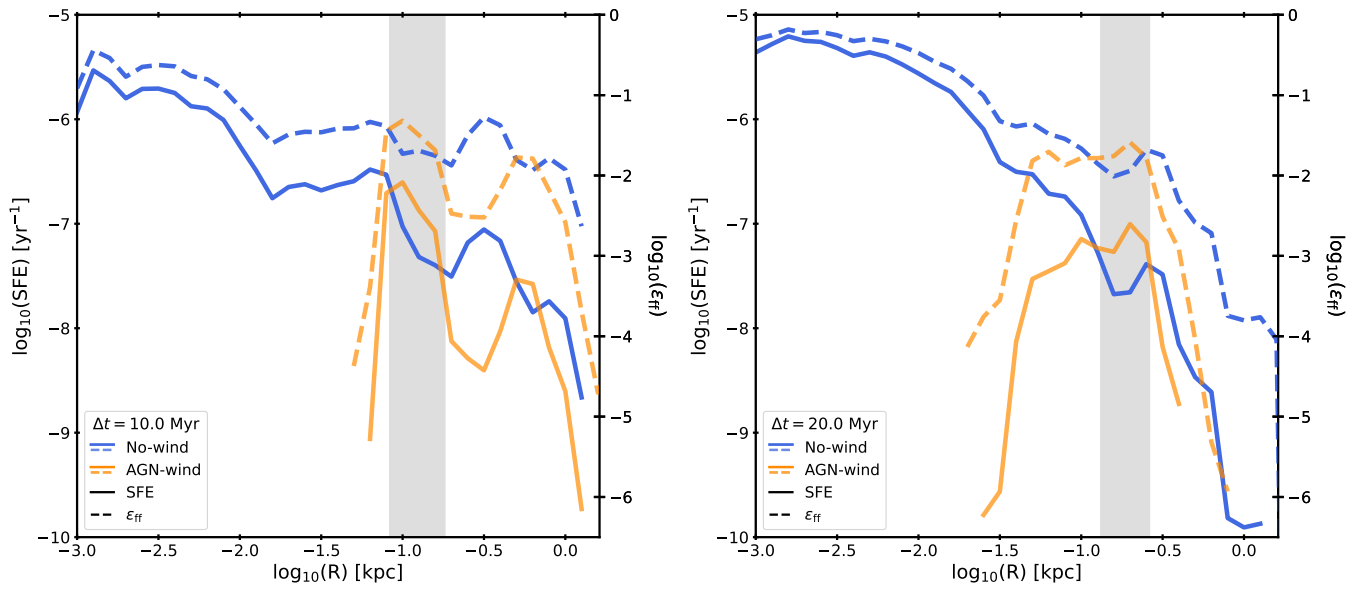 −5
−6
−7
−8
−9
−10
log₁₀(SFE) [yr⁻¹]
0
−1
−2
−3
−4
−5
−6
log₁₀(ε_ff)
Δt = 10.0 Myr
No-wind
AGN-wind
SFE
ε_ff
−3.0 −2.5 −2.0 −1.5 −1.0 −0.5 0.0
log₁₀(R) [kpc]
−5
−6
−7
−8
−9
−10
log₁₀(SFE) [yr⁻¹]
0
−1
−2
−3
−4
−5
−6
log₁₀(ε_ff)
Δt = 20.0 Myr
No-wind
AGN-wind
SFE
ε_ff
−3.0 −2.5 −2.0 −1.5 −1.0 −0.5 0.0
log₁₀(R) [kpc]